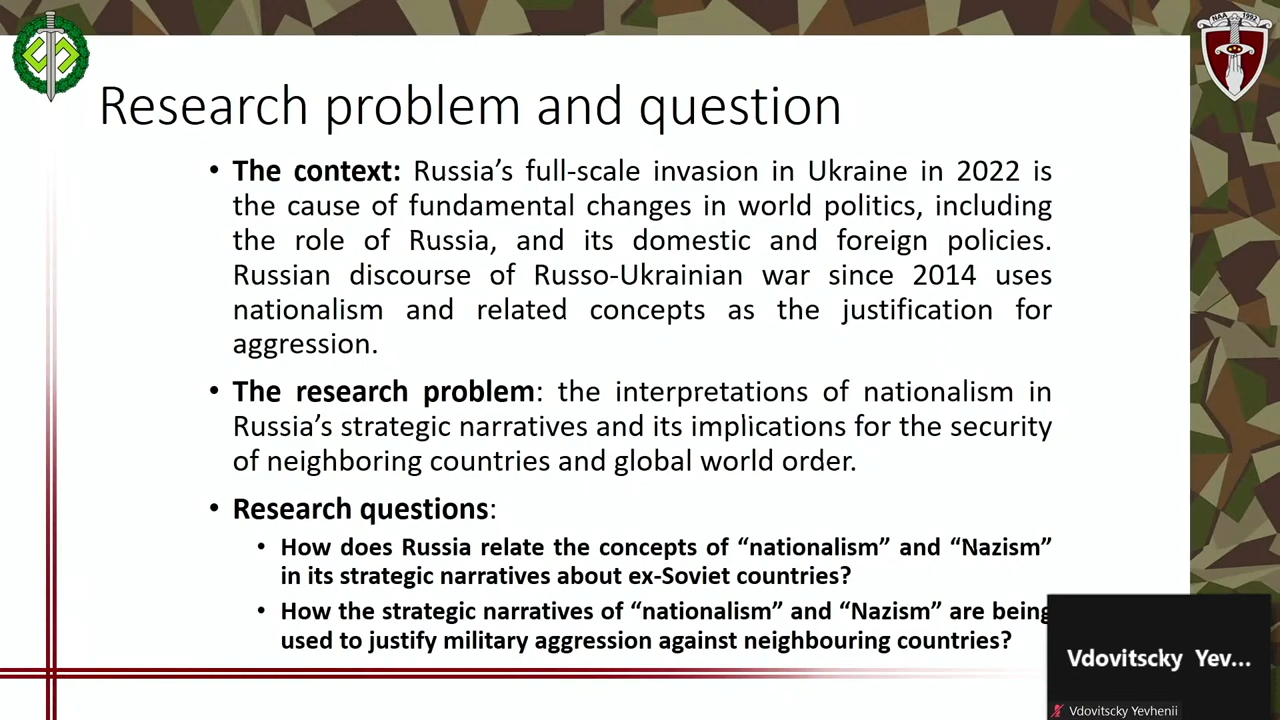 NAA 1992
Research problem and question
• The context: Russia’s full-scale invasion in Ukraine in 2022 is
the cause of fundamental changes in world politics, including
the role of Russia, and its domestic and foreign policies.
Russian discourse of Russo-Ukrainian war since 2014 uses
nationalism and related concepts as the justification for
aggression.
• The research problem: the interpretations of nationalism in
Russia’s strategic narratives and its implications for the security
of neighboring countries and global world order.
• Research questions:
• How does Russia relate the concepts of “nationalism” and “Nazism”
in its strategic narratives about ex-Soviet countries?
• How the strategic narratives of “nationalism” and “Nazism” are being
used to justify military aggression against neighbouring countries?
Vdovitscky Yev...
Vdovitscky Yevhenii